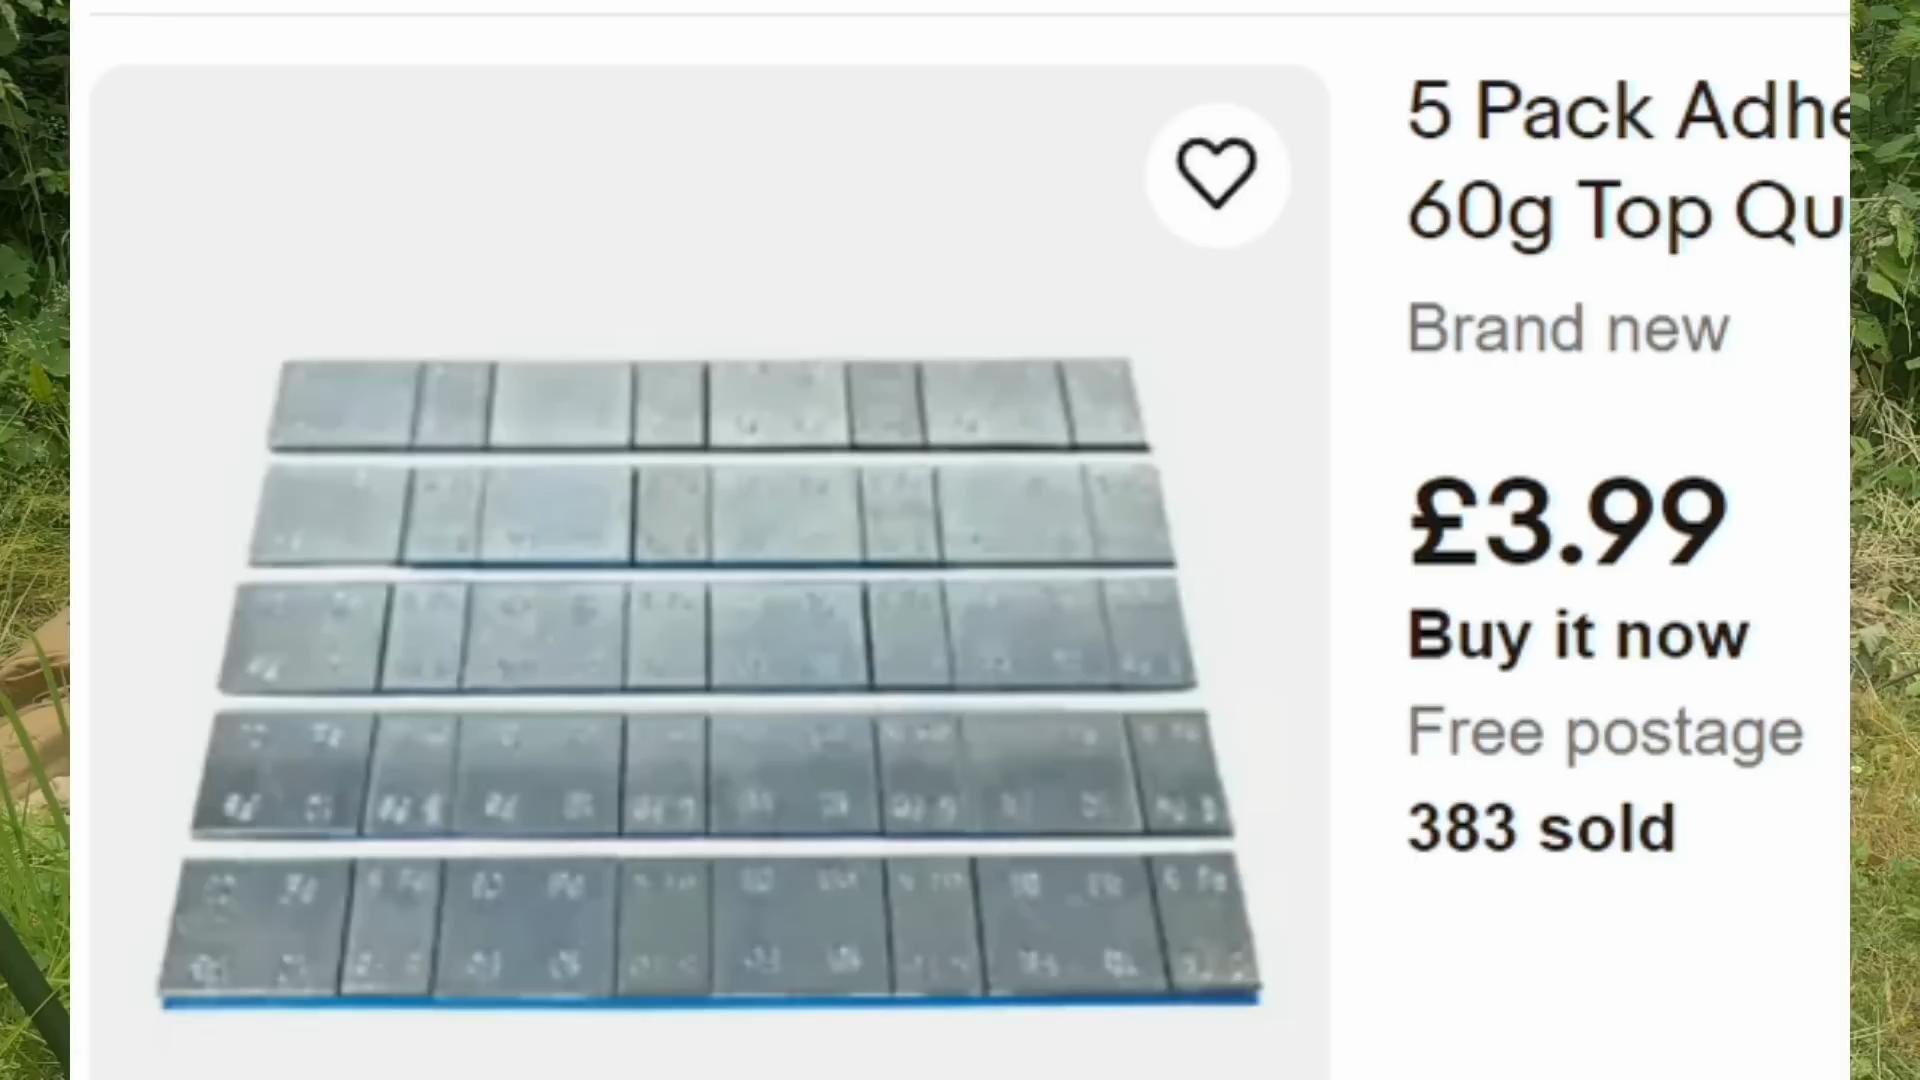 5 Pack Adhe
60g Top Qu
Brand new
£3.99
Buy it now
Free postage
383 sold